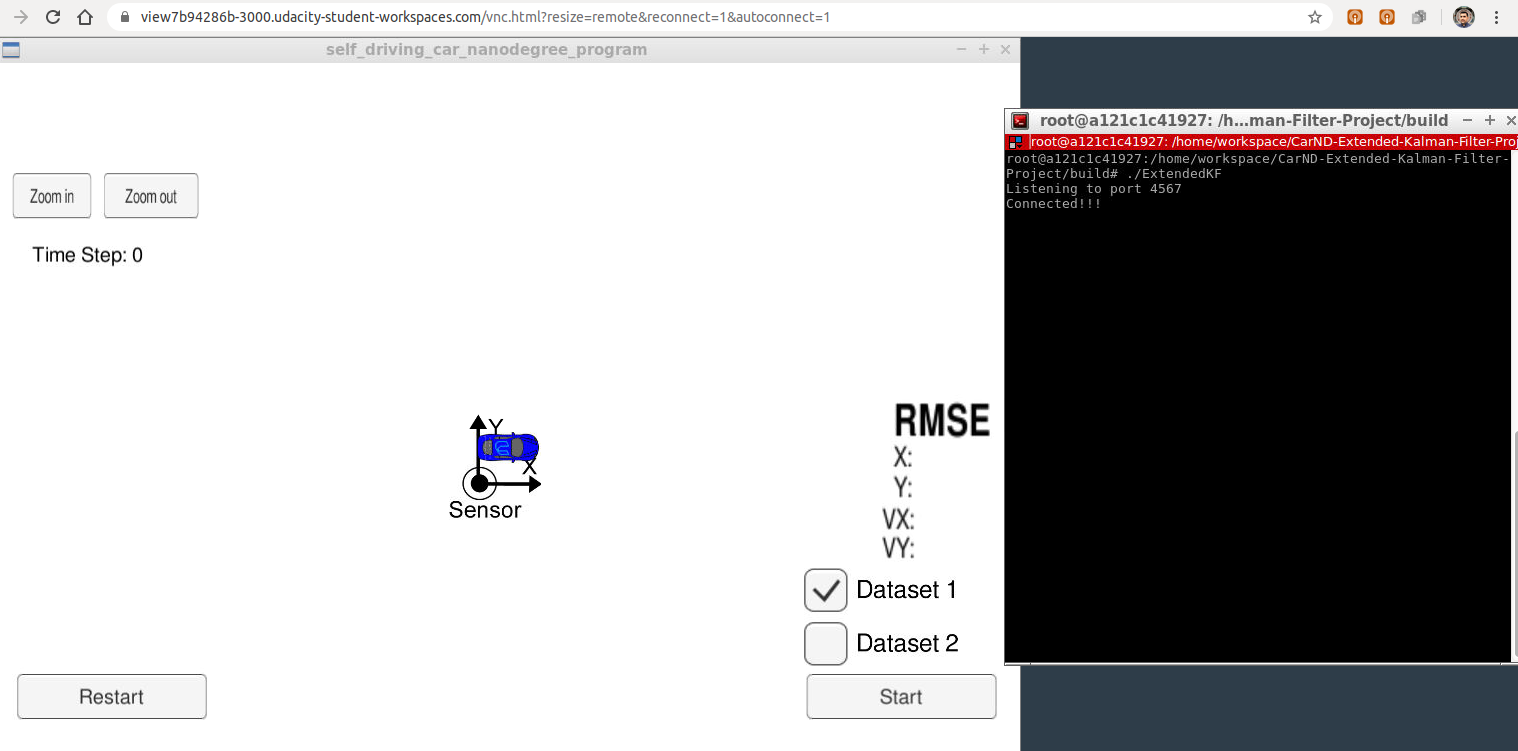 view7b94286b-3000.udacity-student-workspaces.com/vnc.html?resize=remote&reconnect=1&autoconnect=1
self_driving_car_nanodegree_program
Zoom in
Zoom out
Time Step: 0
Y
X
Sensor
RMSE
X:
Y:
VX:
VY:
Dataset 1
Dataset 2
Restart
Start
root@a121c1c41927: /h...man-Filter-Project/build
root@a121c1c41927: /home/workspace/CarND-Extended-Kalman-Filter-Proj
root@a121c1c41927:/home/workspace/CarND-Extended-Kalman-Filter-
Project/build# ./ExtendedKF
Listening to port 4567
Connected!!!